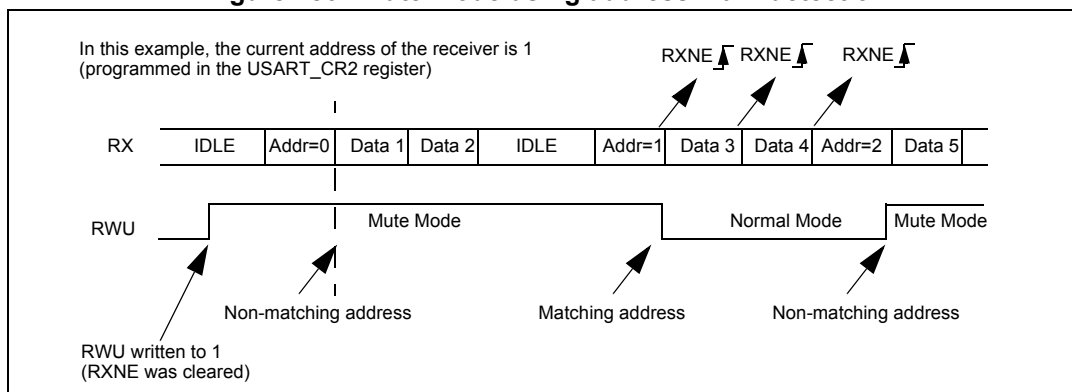 In this example, the current address of the receiver is 1
(programmed in the USART_CR2 register)
RXNE RXNE RXNE
RX IDLE Addr=0 Data 1 Data 2 IDLE Addr=1 Data 3 Data 4 Addr=2 Data 5
RWU Mute Mode Normal Mode Mute Mode
Non-matching address Matching address Non-matching address
RWU written to 1
(RXNE was cleared)